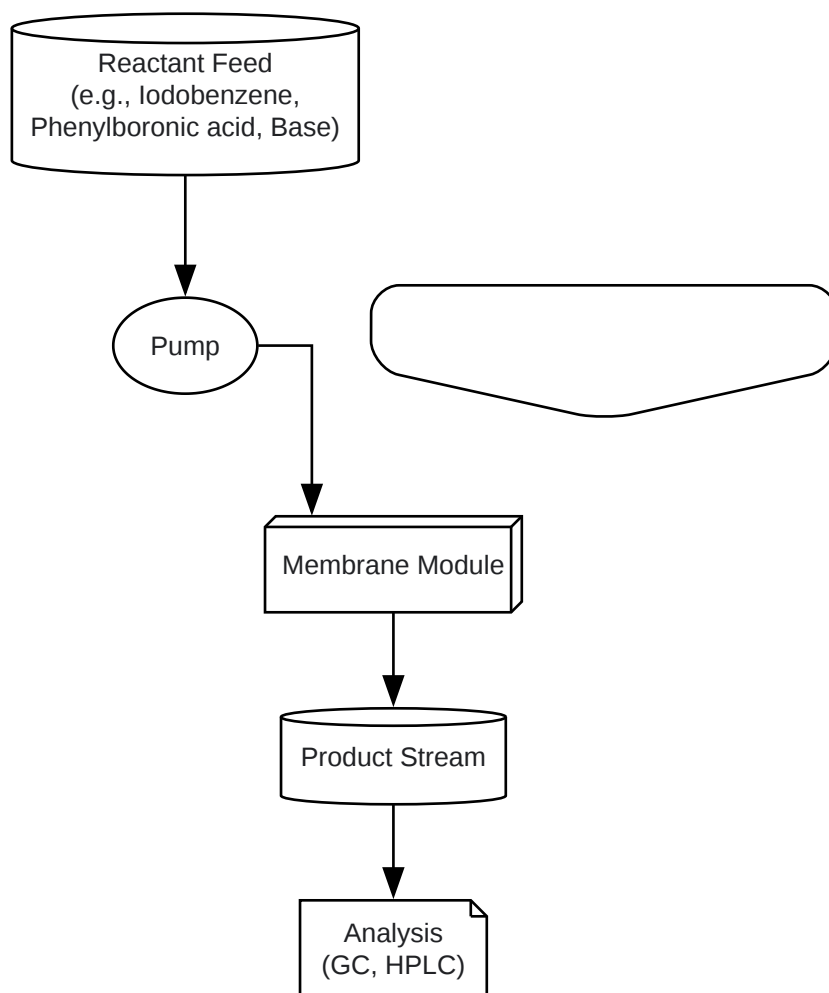 Reactant Feed
(e.g., Iodobenzene,
Phenylboronic acid, Base)
Pump
Membrane Module
Product Stream
Analysis
(GC, HPLC)